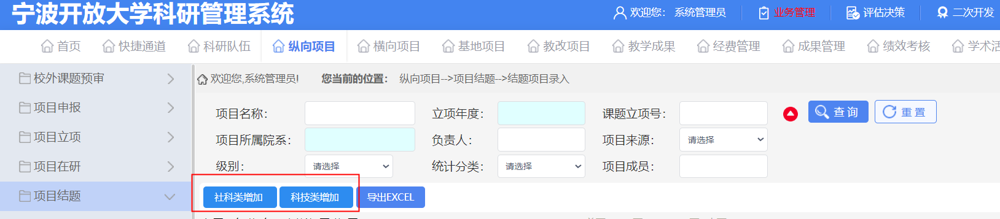 宁波开放大学科研管理系统
欢迎您： 系统管理员 业务管理 评估决策 二次开发
首页 快捷通道 科研队伍 纵向项目 横向项目 基地项目 教改项目 教学成果 经费管理 成果管理 绩效考核 学术活
校外课题预审
项目申报
项目立项
项目在研
项目结题
欢迎您,系统管理员! 您当前的位置： 纵向项目-->项目结题-->结题项目录入
项目名称： 立项年度： 课题立项号： 查 询 重 置
项目所属院系： 负责人： 项目来源： 请选择
级别： 请选择 统计分类： 请选择 项目成员：
社科类增加 科技类增加 导出EXCEL